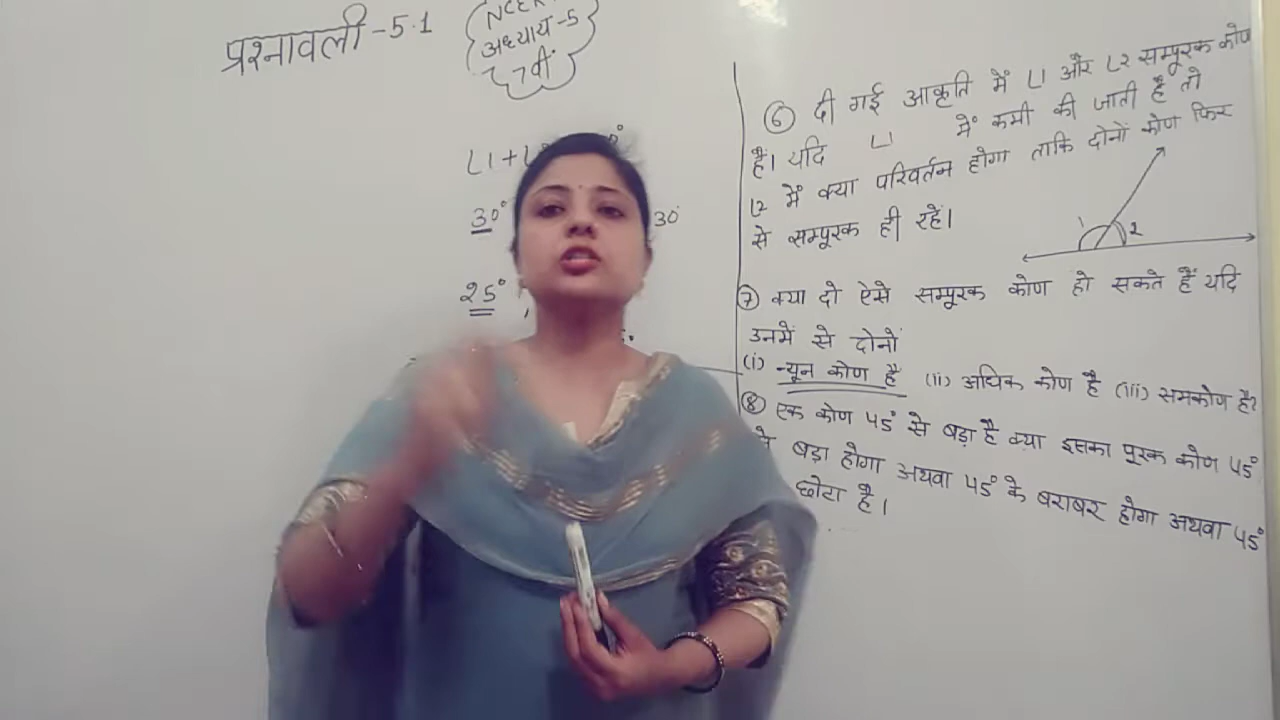 प्रश्नावली - 5.1
अध्याय - 5
7वीं
∠1 + ∠
30°
30°
25° ,
⑥ दी गई आकृति में ∠1 और ∠2 सम्पूरक कोण
हैं। यदि ∠1 में कमी की जाती है तो
∠2 में क्या परिवर्तन होगा ताकि दोनों कोण फिर
से सम्पूरक ही रहें।
1 2
⑦ क्या दो ऐसे सम्पूरक कोण हो सकते हैं यदि
उनमें से दोनों
(i) न्यून कोण है (ii) अधिक कोण है (iii) समकोण है?
⑧ एक कोण 45° से बड़ा है क्या इसका पूरक कोण 45°
से बड़ा होगा अथवा 45° के बराबर होगा अथवा 45°
छोटा है।